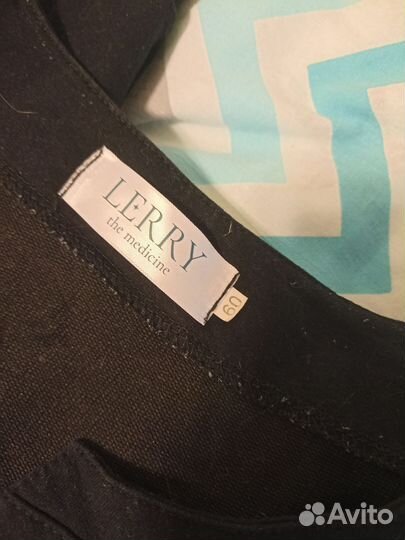 LERRY
the medicine
60
Avito